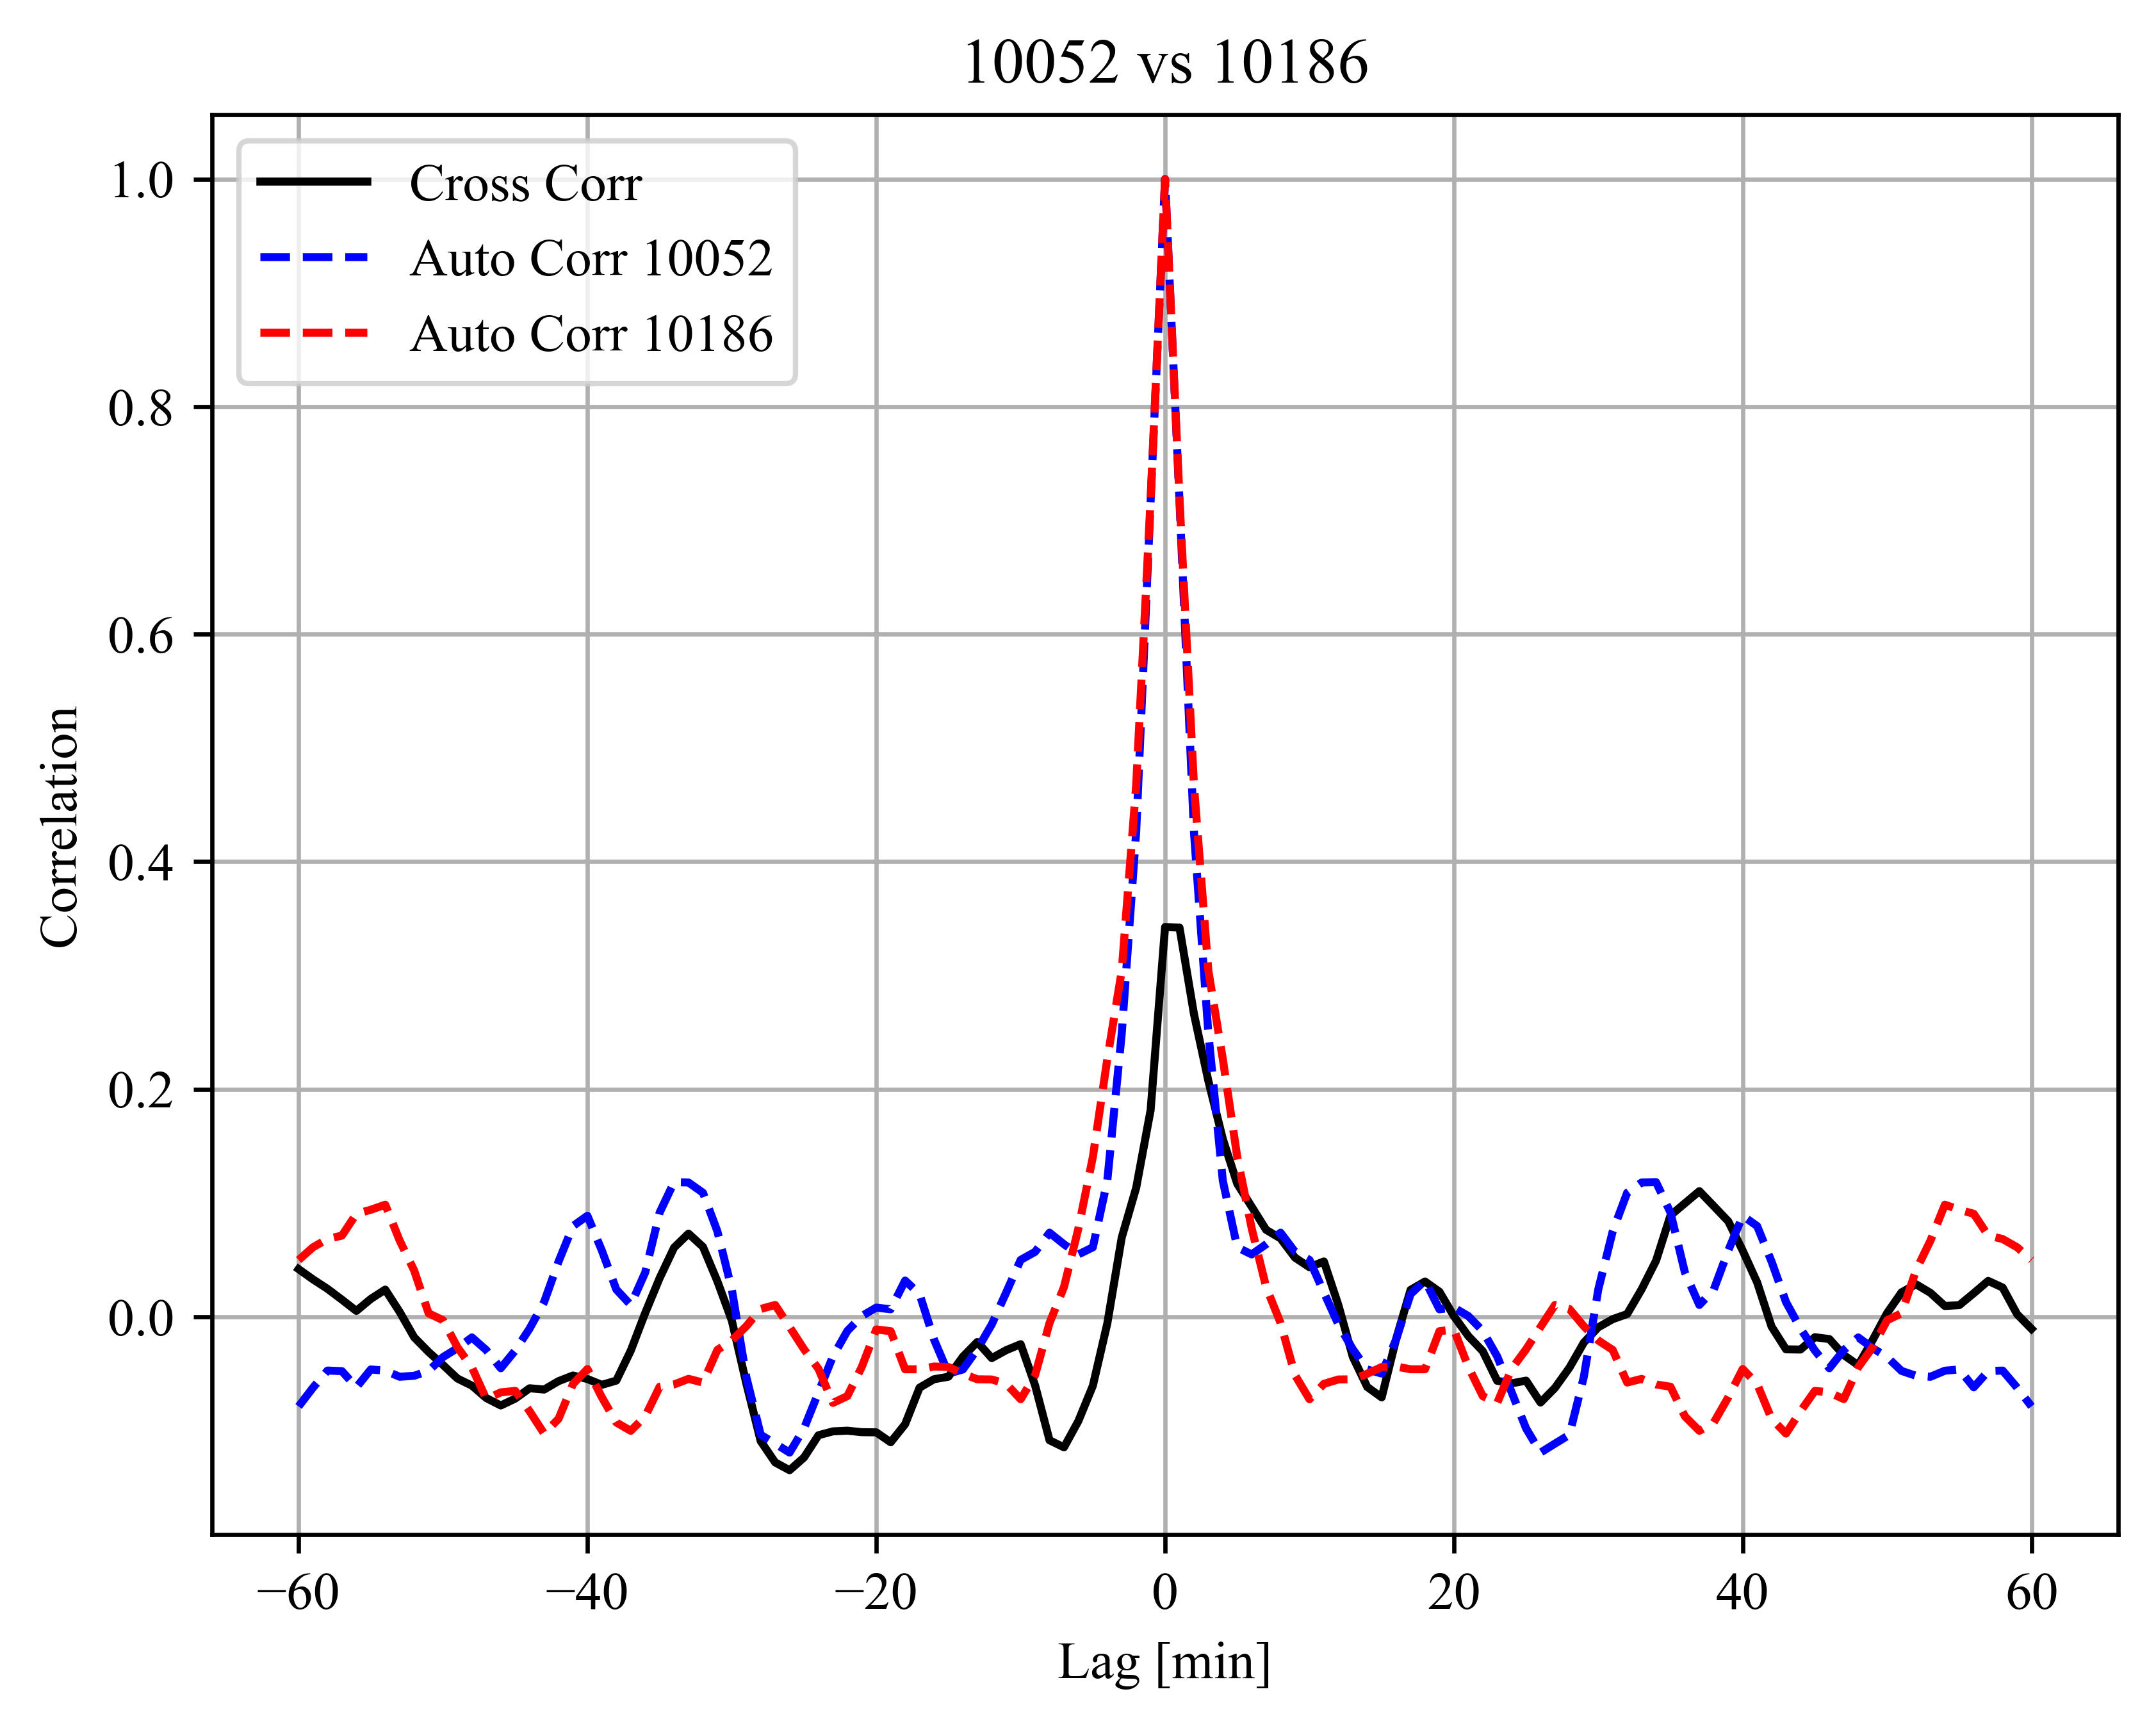 10052 vs 10186
Cross Corr
Auto Corr 10052
Auto Corr 10186
1.0
0.8
0.6
0.4
0.2
0.0
Correlation
−60 −40 −20 0 20 40 60
Lag [min]